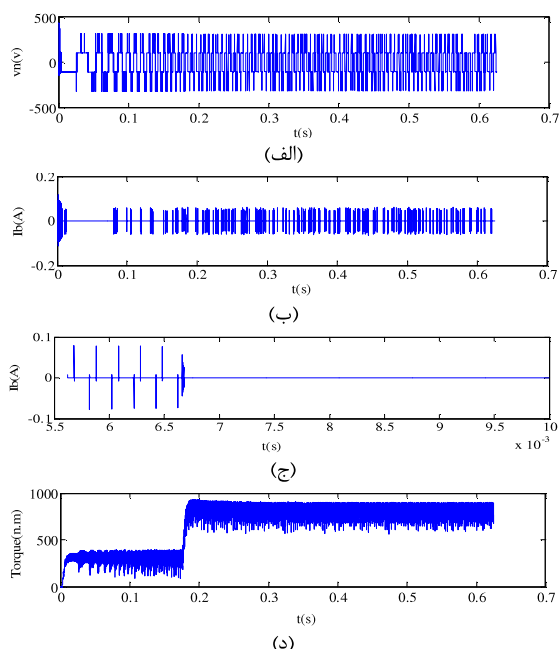 500
0
-500
vn(v)
0 0.1 0.2 0.3 0.4 0.5 0.6 0.7
t(s)
(الف)
0.2
0
-0.2
Ib(A)
0 0.1 0.2 0.3 0.4 0.5 0.6 0.7
t(s)
(ب)
0.1
0
-0.1
Ib(A)
5.5 6 6.5 7 7.5 8 8.5 9 9.5 10
t(s)
x 10⁻³
(ج)
1000
500
0
Torque(n.m)
0 0.1 0.2 0.3 0.4 0.5 0.6 0.7
t(s)
(د)